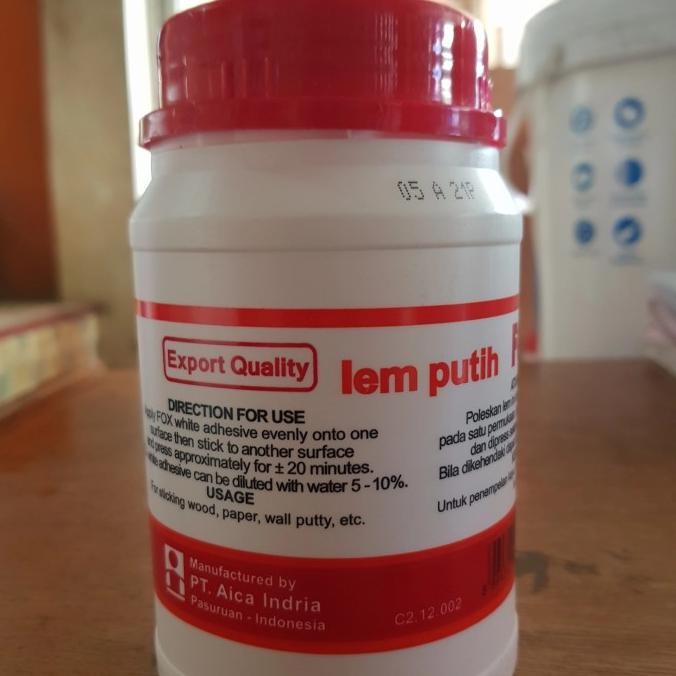 05 A 21P
Export Quality
lem putih
DIRECTION FOR USE
FOX white adhesive evenly onto one
surface then stick to another surface
press approximately for ± 20 minutes.
adhesive can be diluted with water 5 - 10%.
USAGE
For sticking wood, paper, wall putty, etc.
Poleskan lem
pada satu permukaan
dan dipress
Bila dikehendaki
Untuk penempelan
Manufactured by
PT. Aica Indria
Pasuruan - Indonesia
C2.12.002